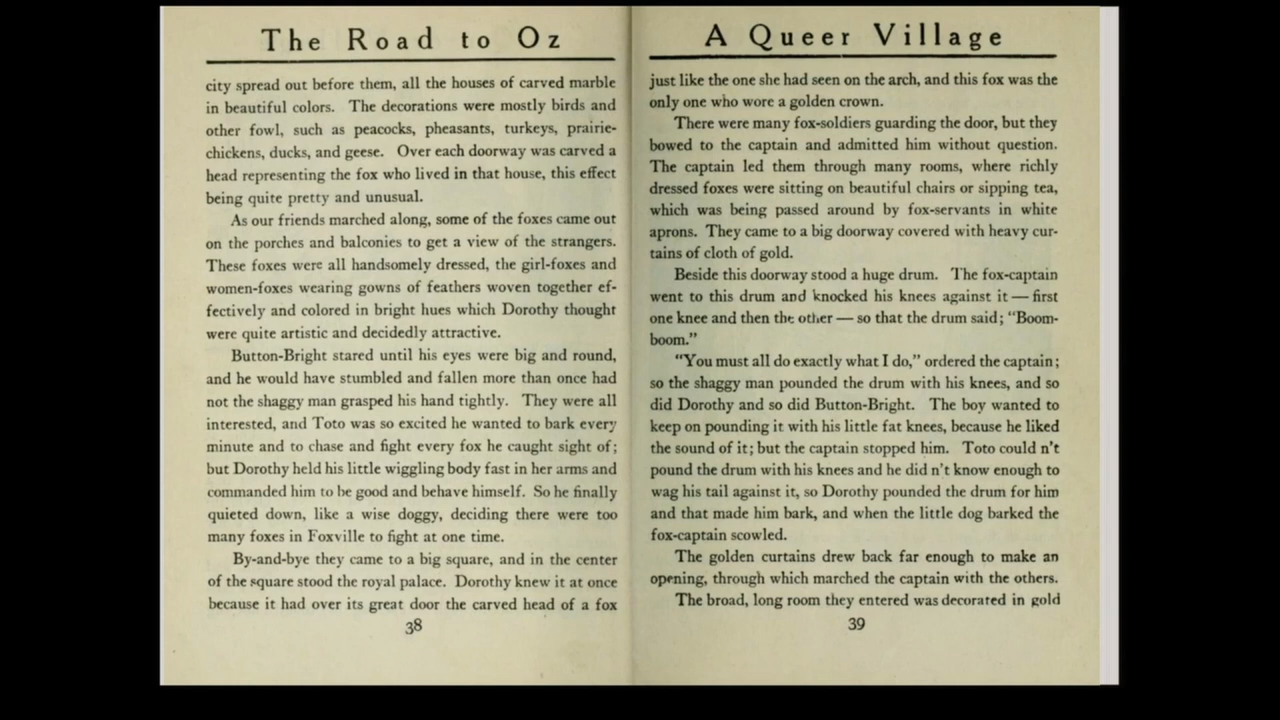 The Road to Oz
city spread out before them, all the houses of carved marble
in beautiful colors. The decorations were mostly birds and
other fowl, such as peacocks, pheasants, turkeys, prairie-
chickens, ducks, and geese. Over each doorway was carved a
head representing the fox who lived in that house, this effect
being quite pretty and unusual.
As our friends marched along, some of the foxes came out
on the porches and balconies to get a view of the strangers.
These foxes were all handsomely dressed, the girl-foxes and
women-foxes wearing gowns of feathers woven together ef-
fectively and colored in bright hues which Dorothy thought
were quite artistic and decidedly attractive.
Button-Bright stared until his eyes were big and round,
and he would have stumbled and fallen more than once had
not the shaggy man grasped his hand tightly. They were all
interested, and Toto was so excited he wanted to bark every
minute and to chase and fight every fox he caught sight of;
but Dorothy held his little wiggling body fast in her arms and
commanded him to be good and behave himself. So he finally
quieted down, like a wise doggy, deciding there were too
many foxes in Foxville to fight at one time.
By-and-bye they came to a big square, and in the center
of the square stood the royal palace. Dorothy knew it at once
because it had over its great door the carved head of a fox
38
A Queer Village
just like the one she had seen on the arch, and this fox was the
only one who wore a golden crown.
There were many fox-soldiers guarding the door, but they
bowed to the captain and admitted him without question.
The captain led them through many rooms, where richly
dressed foxes were sitting on beautiful chairs or sipping tea,
which was being passed around by fox-servants in white
aprons. They came to a big doorway covered with heavy cur-
tains of cloth of gold.
Beside this doorway stood a huge drum. The fox-captain
went to this drum and knocked his knees against it — first
one knee and then the other — so that the drum said; "Boom-
boom."
"You must all do exactly what I do," ordered the captain;
so the shaggy man pounded the drum with his knees, and so
did Dorothy and so did Button-Bright. The boy wanted to
keep on pounding it with his little fat knees, because he liked
the sound of it; but the captain stopped him. Toto could n't
pound the drum with his knees and he did n't know enough to
wag his tail against it, so Dorothy pounded the drum for him
and that made him bark, and when the little dog barked the
fox-captain scowled.
The golden curtains drew back far enough to make an
opening, through which marched the captain with the others.
The broad, long room they entered was decorated in gold
39